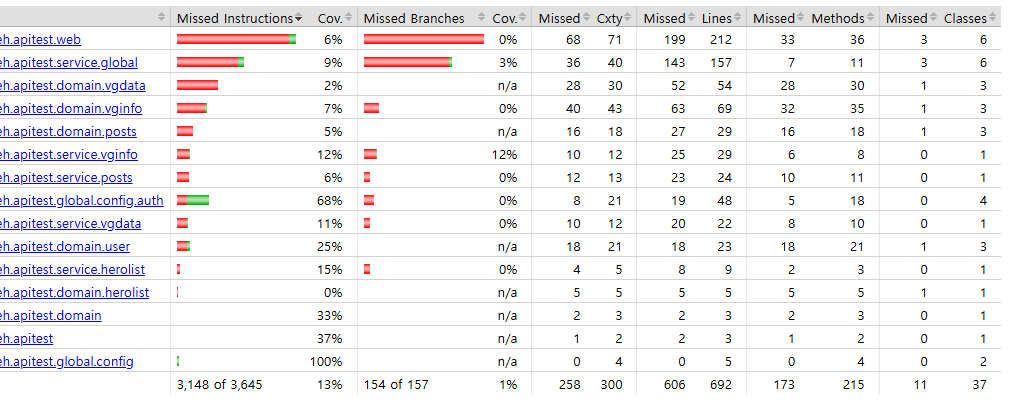 Missed Instructions Cov. Missed Branches Cov. Missed Cxty Missed Lines Missed Methods Missed Classes
eh.apitest.web 6% 0% 68 71 199 212 33 36 3 6
eh.apitest.service.global 9% 3% 36 40 143 157 7 11 3 6
eh.apitest.domain.vgdata 2% n/a 28 30 52 54 28 30 1 3
eh.apitest.domain.vginfo 7% 0% 40 43 63 69 32 35 1 3
eh.apitest.domain.posts 5% n/a 16 18 27 29 16 18 1 3
eh.apitest.service.vginfo 12% 12% 10 12 25 29 6 8 0 1
eh.apitest.service.posts 6% 0% 12 13 23 24 10 11 0 1
eh.apitest.global.config.auth 68% 0% 8 21 19 48 5 18 0 4
eh.apitest.service.vgdata 11% 0% 10 12 20 22 8 10 0 1
eh.apitest.domain.user 25% n/a 18 21 18 23 18 21 1 3
eh.apitest.service.herolist 15% 0% 4 5 8 9 2 3 0 1
eh.apitest.domain.herolist 0% n/a 5 5 5 5 5 5 1 1
eh.apitest.domain 33% n/a 2 3 2 3 2 3 0 1
eh.apitest 37% n/a 1 2 2 3 1 2 0 1
eh.apitest.global.config 100% n/a 0 4 0 5 0 4 0 2
3,148 of 3,645 13% 154 of 157 1% 258 300 606 692 173 215 11 37